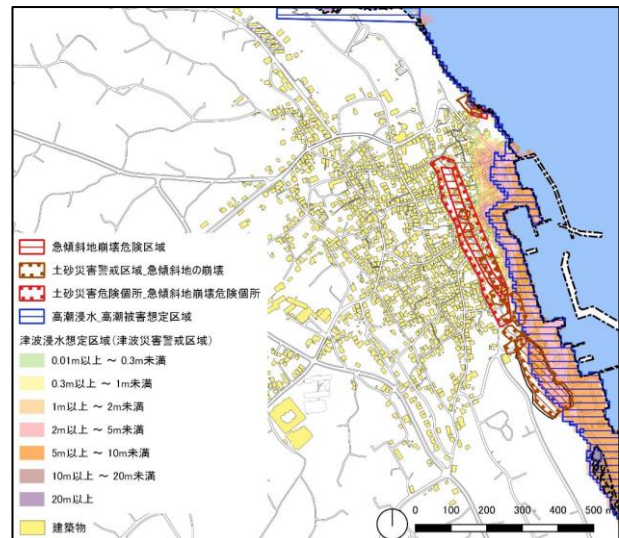 急傾斜地崩壊危険区域
土砂災害警戒区域_急傾斜地の崩壊
土砂災害危険個所_急傾斜地崩壊危険個所
高潮浸水_高潮被害想定区域
津波浸水想定区域(津波災害警戒区域)
0.01m以上 ～ 0.3m未満
0.3m以上 ～ 1m未満
1m以上 ～ 2m未満
2m以上 ～ 5m未満
5m以上 ～ 10m未満
10m以上 ～ 20m未満
20m以上
建築物
0 100 200 300 400 500 m